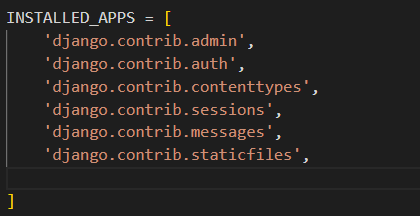 INSTALLED_APPS = [
    'django.contrib.admin',
    'django.contrib.auth',
    'django.contrib.contenttypes',
    'django.contrib.sessions',
    'django.contrib.messages',
    'django.contrib.staticfiles',
]